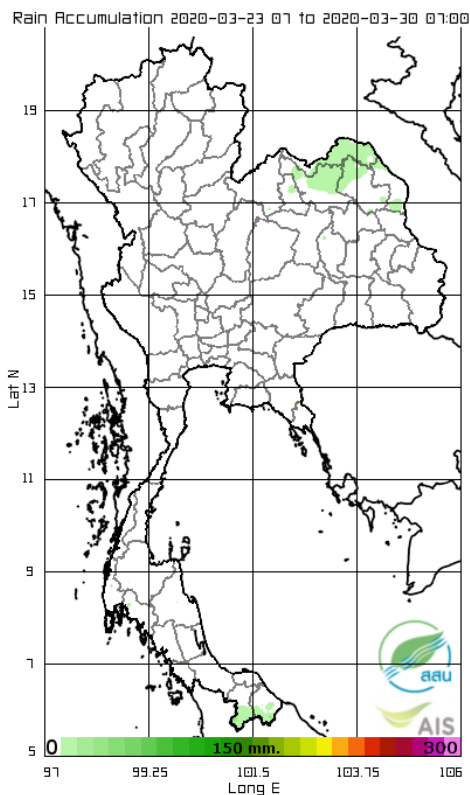 Rain Accumulation 2020-03-23 07 to 2020-03-30 07:00
19
17
15
Lat N
13
11
9
7
สสน
AIS
0 150 mm. 300
5
97 99.25 101.5 103.75 106
Long E